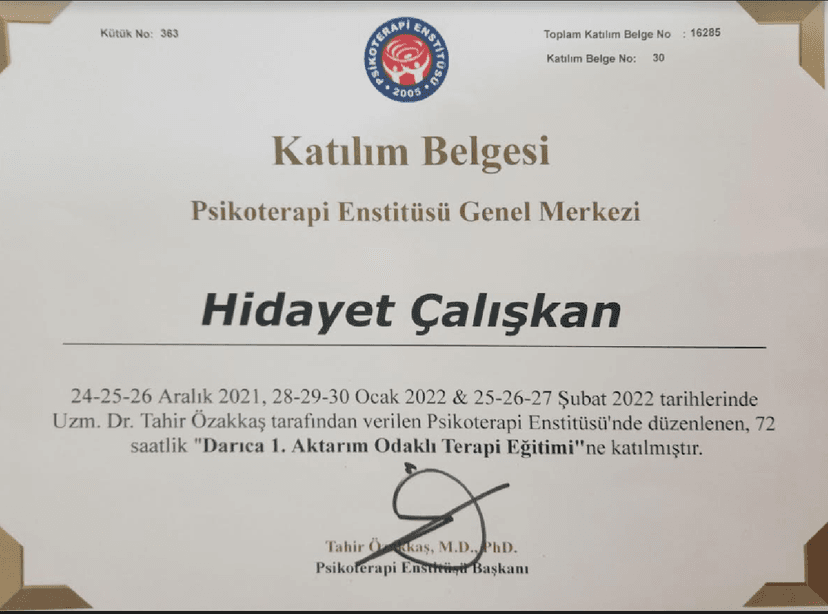 Kütük No: 363
PSİKOTERAPİ ENSTİTÜSÜ
• 2005 •
Toplam Katılım Belge No : 16285
Katılım Belge No: 30
Katılım Belgesi
Psikoterapi Enstitüsü Genel Merkezi
Hidayet Çalışkan
24-25-26 Aralık 2021, 28-29-30 Ocak 2022 & 25-26-27 Şubat 2022 tarihlerinde
Uzm. Dr. Tahir Özakkaş tarafından verilen Psikoterapi Enstitüsü'nde düzenlenen, 72
saatlik "Darıca 1. Aktarım Odaklı Terapi Eğitimi"ne katılmıştır.
Tahir Özakkaş, M.D., PhD.
Psikoterapi Enstitüsü Başkanı